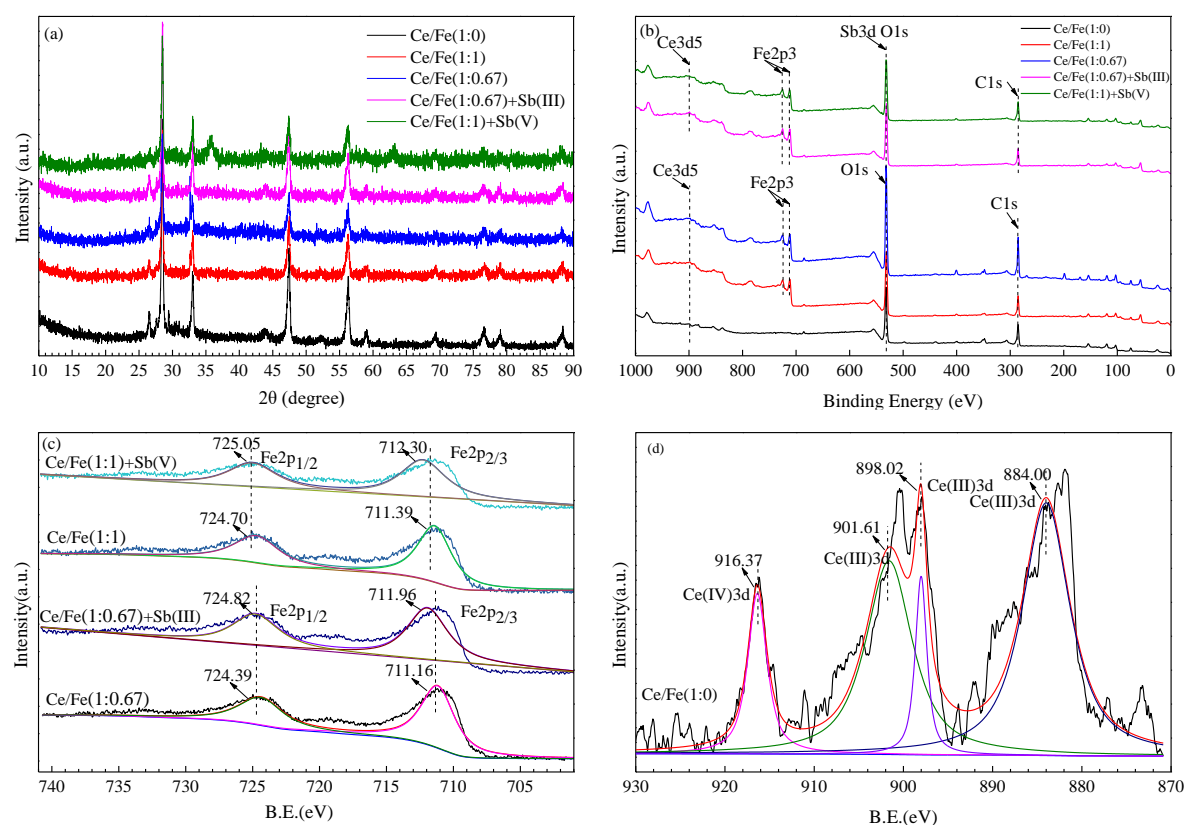 (a)
Ce/Fe(1:0)
Ce/Fe(1:1)
Ce/Fe(1:0.67)
Ce/Fe(1:0.67)+Sb(III)
Ce/Fe(1:1)+Sb(V)
Intensity (a.u.)
10 15 20 25 30 35 40 45 50 55 60 65 70 75 80 85 90
2θ (degree)
(b)
Ce3d5
Fe2p3
Sb3d O1s
C1s
Ce/Fe(1:0)
Ce/Fe(1:1)
Ce/Fe(1:0.67)
Ce/Fe(1:0.67)+Sb(III)
Ce/Fe(1:1)+Sb(V)
Ce3d5
Fe2p3
O1s
C1s
Intensity (a.u.)
1000 900 800 700 600 500 400 300 200 100 0
Binding Energy (eV)
(c)
Ce/Fe(1:1)+Sb(V)
725.05
Fe2p1/2
712.30
Fe2p2/3
Ce/Fe(1:1)
724.70
711.39
Ce/Fe(1:0.67)+Sb(III)
724.82
Fe2p1/2
711.96
Fe2p2/3
Ce/Fe(1:0.67)
724.39
711.16
Intensity(a.u.)
740 735 730 725 720 715 710 705
B.E.(eV)
(d)
898.02
Ce(III)3d
884.00
Ce(III)3d
901.61
Ce(III)3d
916.37
Ce(IV)3d
Ce/Fe(1:0)
Intensity(a.u.)
930 920 910 900 890 880 870
B.E.(eV)